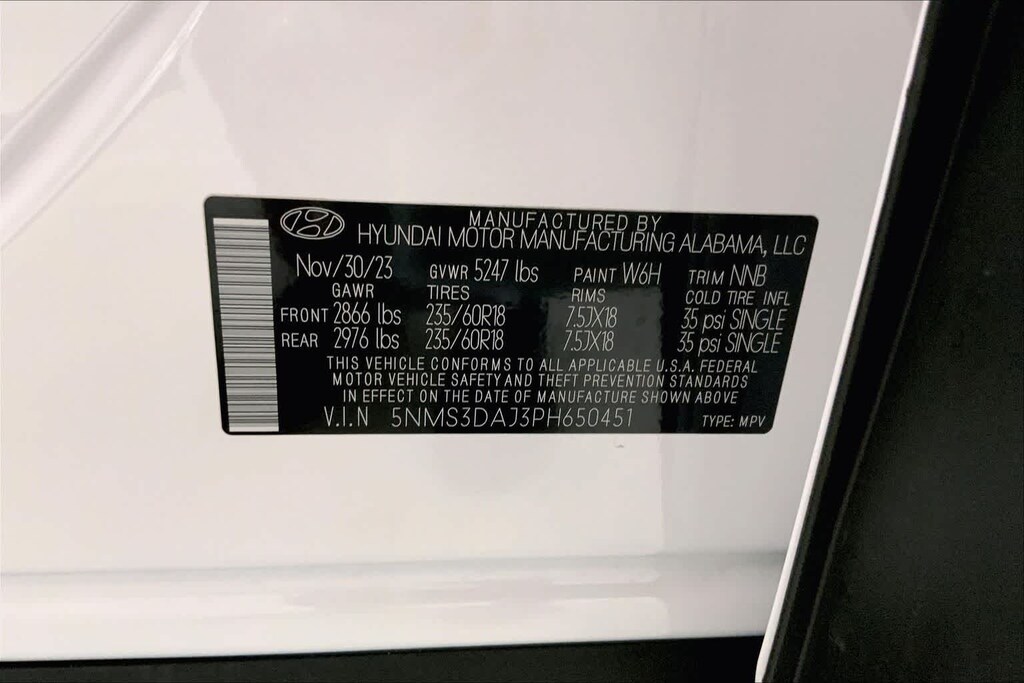 MANUFACTURED BY
HYUNDAI MOTOR MANUFACTURING ALABAMA, LLC
Nov/30/23 GVWR 5247 lbs PAINT W6H TRIM NNB
GAWR TIRES RIMS COLD TIRE INFL
FRONT 2866 lbs 235/60R18 7.5JX18 35 psi SINGLE
REAR 2976 lbs 235/60R18 7.5JX18 35 psi SINGLE
THIS VEHICLE CONFORMS TO ALL APPLICABLE U.S.A. FEDERAL
MOTOR VEHICLE SAFETY AND THEFT PREVENTION STANDARDS
IN EFFECT ON THE DATE OF MANUFACTURE SHOWN ABOVE
V.I.N 5NMS3DAJ3PH650451 TYPE: MPV